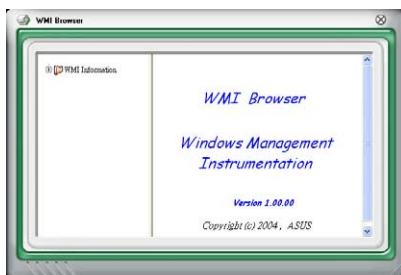 WMI Browser
WMI Information
WMI Browser
Windows Management
Instrumentation
Version 1.00.00
Copyright (c) 2004, ASUS